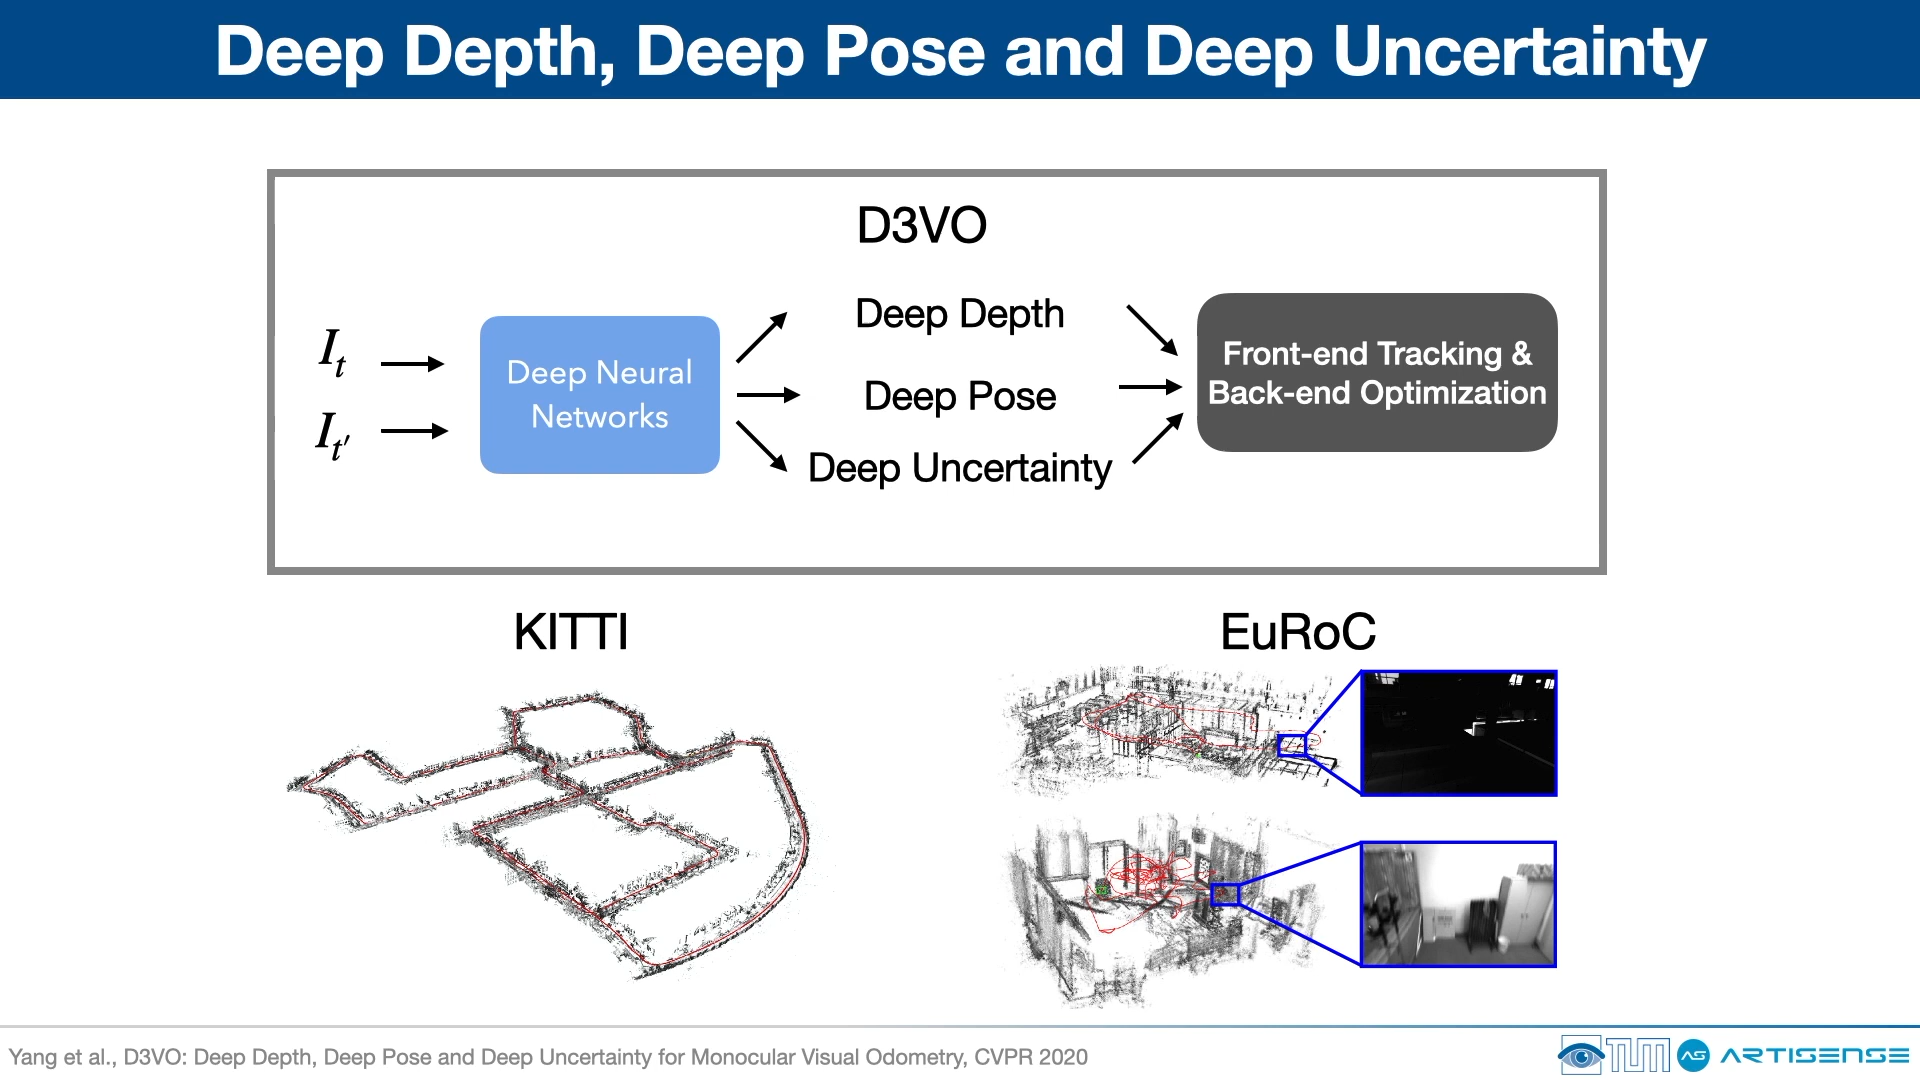 Deep Depth, Deep Pose and Deep Uncertainty
D3VO
I_t
I_t'
Deep Neural
Networks
Deep Depth
Deep Pose
Deep Uncertainty
Front-end Tracking &
Back-end Optimization
KITTI
EuRoC
Yang et al., D3VO: Deep Depth, Deep Pose and Deep Uncertainty for Monocular Visual Odometry, CVPR 2020
TUM
AS
ARTISENSE